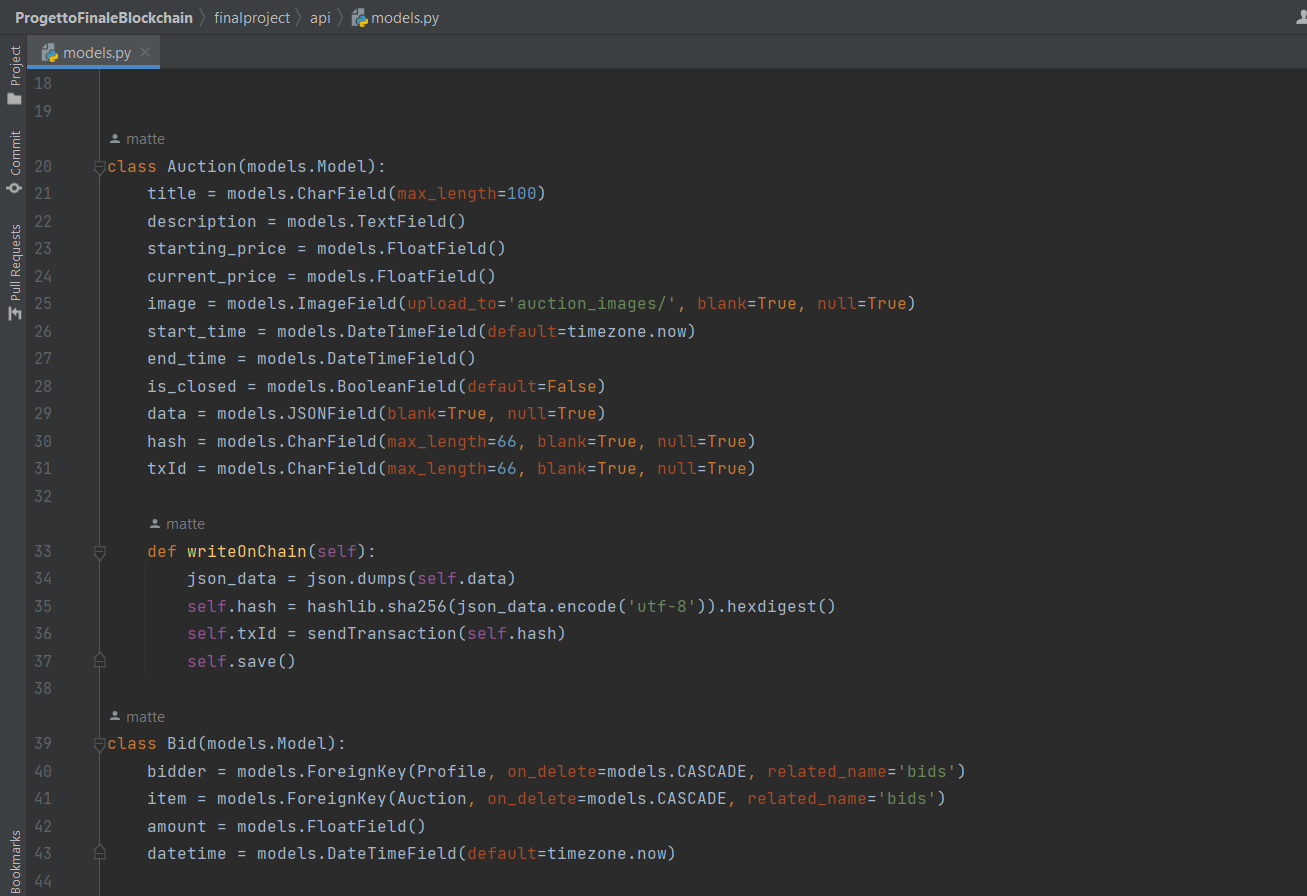 ProgettoFinaleBlockchain finalproject api models.py
models.py
Project
Commit
Pull Requests
Bookmarks
18
19
matte
20 class Auction(models.Model):
21     title = models.CharField(max_length=100)
22     description = models.TextField()
23     starting_price = models.FloatField()
24     current_price = models.FloatField()
25     image = models.ImageField(upload_to='auction_images/', blank=True, null=True)
26     start_time = models.DateTimeField(default=timezone.now)
27     end_time = models.DateTimeField()
28     is_closed = models.BooleanField(default=False)
29     data = models.JSONField(blank=True, null=True)
30     hash = models.CharField(max_length=66, blank=True, null=True)
31     txId = models.CharField(max_length=66, blank=True, null=True)
32
matte
33     def writeOnChain(self):
34         json_data = json.dumps(self.data)
35         self.hash = hashlib.sha256(json_data.encode('utf-8')).hexdigest()
36         self.txId = sendTransaction(self.hash)
37         self.save()
38
matte
39 class Bid(models.Model):
40     bidder = models.ForeignKey(Profile, on_delete=models.CASCADE, related_name='bids')
41     item = models.ForeignKey(Auction, on_delete=models.CASCADE, related_name='bids')
42     amount = models.FloatField()
43     datetime = models.DateTimeField(default=timezone.now)
44